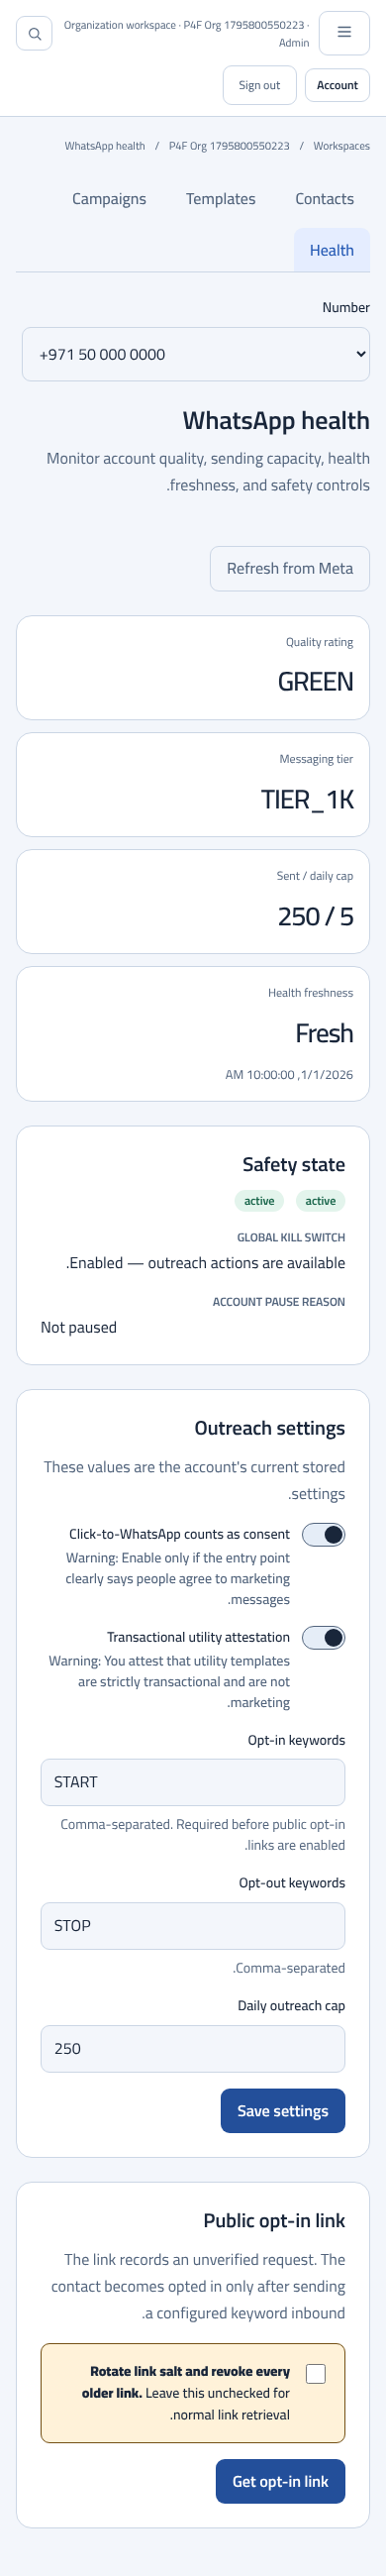 Organization workspace · P4F Org 1795800550223 ·
Admin
Sign out
Account
WhatsApp health / P4F Org 1795800550223 / Workspaces
Campaigns Templates Contacts
Health
Number
+971 50 000 0000
WhatsApp health
Monitor account quality, sending capacity, health
.freshness, and safety controls
Refresh from Meta
Quality rating
GREEN
Messaging tier
TIER_1K
Sent / daily cap
250 / 5
Health freshness
Fresh
AM 10:00:00 ,1/1/2026
Safety state
active active
GLOBAL KILL SWITCH
.Enabled — outreach actions are available
ACCOUNT PAUSE REASON
Not paused
Outreach settings
These values are the account's current stored
.settings
Click-to-WhatsApp counts as consent
Warning: Enable only if the entry point
clearly says people agree to marketing
.messages
Transactional utility attestation
Warning: You attest that utility templates
are strictly transactional and are not
.marketing
Opt-in keywords
START
Comma-separated. Required before public opt-in
.links are enabled
Opt-out keywords
STOP
.Comma-separated
Daily outreach cap
250
Save settings
Public opt-in link
The link records an unverified request. The
contact becomes opted in only after sending
.a configured keyword inbound
Rotate link salt and revoke every
older link. Leave this unchecked for
.normal link retrieval
Get opt-in link